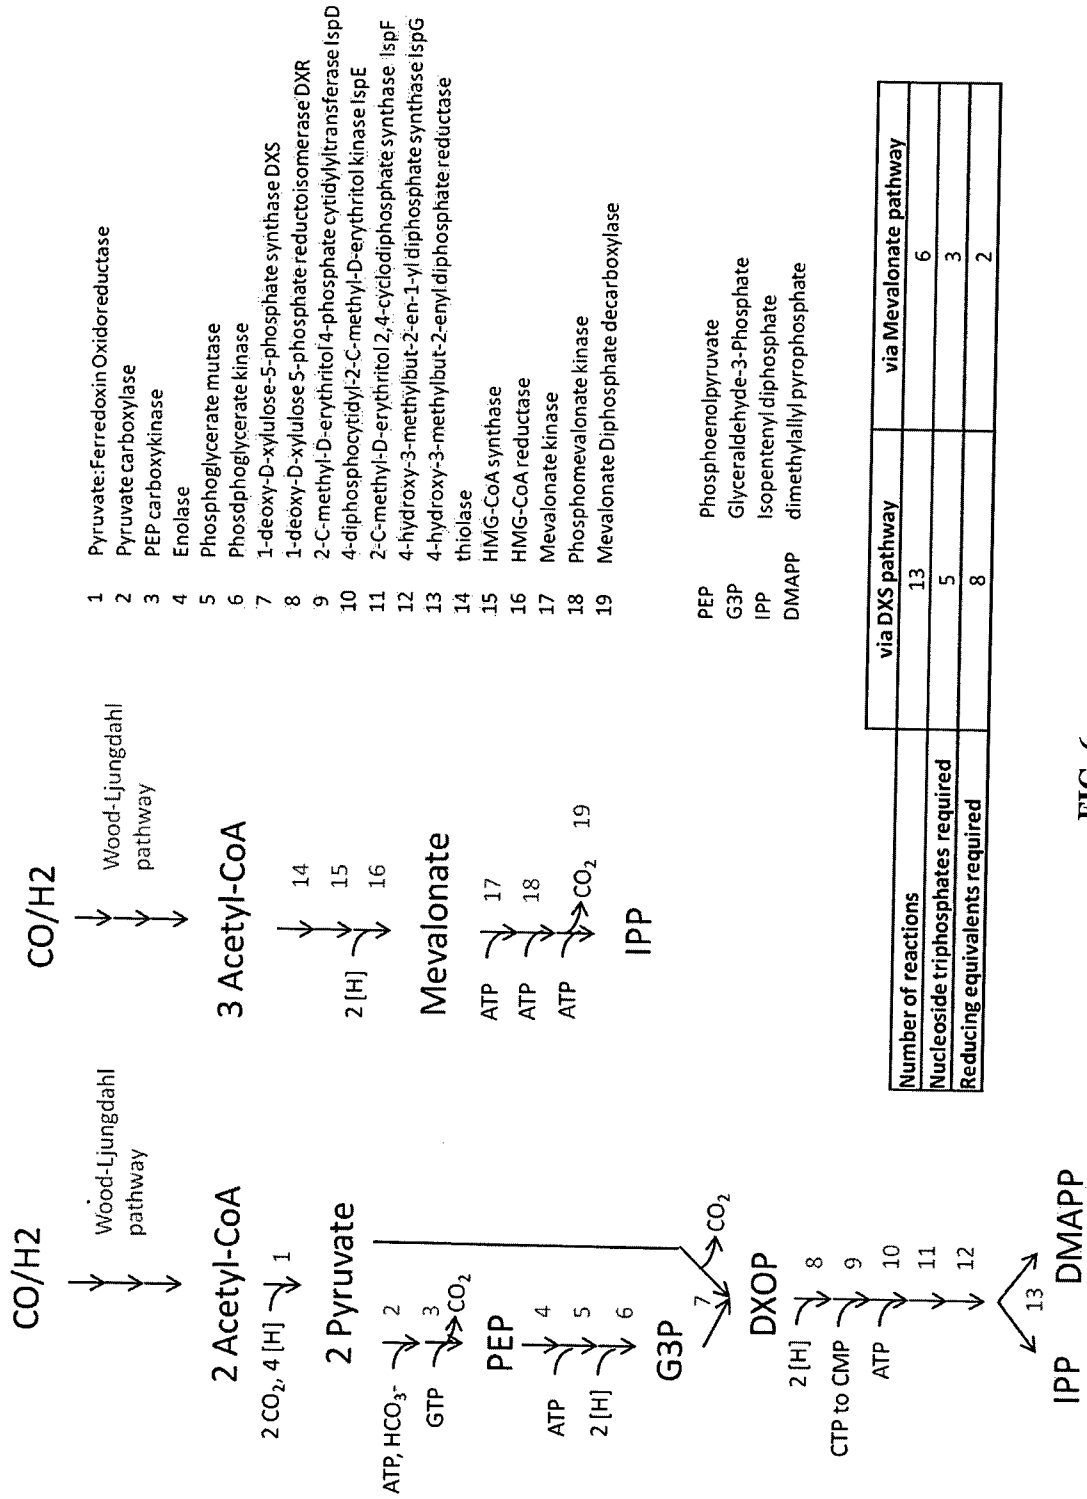 CO/H2
Wood-Ljungdahl
pathway
2 Acetyl-CoA
2 CO₂, 4 [H]
1
2 Pyruvate
ATP, HCO₃-
2
GTP
3
CO₂
PEP
4
ATP
5
2 [H]
6
G3P
7
CO₂
DXOP
2 [H]
8
CTP to CMP
9
ATP
10
11
12
13
IPP
DMAPP
CO/H2
Wood-Ljungdahl
pathway
3 Acetyl-CoA
14
15
2 [H]
16
Mevalonate
ATP
17
ATP
18
ATP
CO₂
19
IPP
1 Pyruvate:Ferredoxin Oxidoreductase
2 Pyruvate carboxylase
3 PEP carboxykinase
4 Enolase
5 Phosphoglycerate mutase
6 Phosdphoglycerate kinase
7 1-deoxy-D-xylulose-5-phosphate synthase DXS
8 1-deoxy-D-xylulose 5-phosphate reductoisomerase DXR
9 2-C-methyl-D-erythritol 4-phosphate cytidylyltransferase IspD
10 4-diphosphocytidyl-2-C-methyl-D-erythritol kinase IspE
11 2-C-methyl-D-erythritol 2,4-cyclodiphosphate synthase IspF
12 4-hydroxy-3-methylbut-2-en-1-yl diphosphate synthase IspG
13 4-hydroxy-3-methylbut-2-enyl diphosphate reductase
14 thiolase
15 HMG-CoA synthase
16 HMG-CoA reductase
17 Mevalonate kinase
18 Phosphomevalonate kinase
19 Mevalonate Diphosphate decarboxylase
PEP Phosphoenolpyruvate
G3P Glyceraldehyde-3-Phosphate
IPP Isopentenyl diphosphate
DMAPP dimethylallyl pyrophosphate
via DXS pathway via Mevalonate pathway
Number of reactions 13 6
Nucleoside triphosphates required 5 3
Reducing equivalents required 8 2